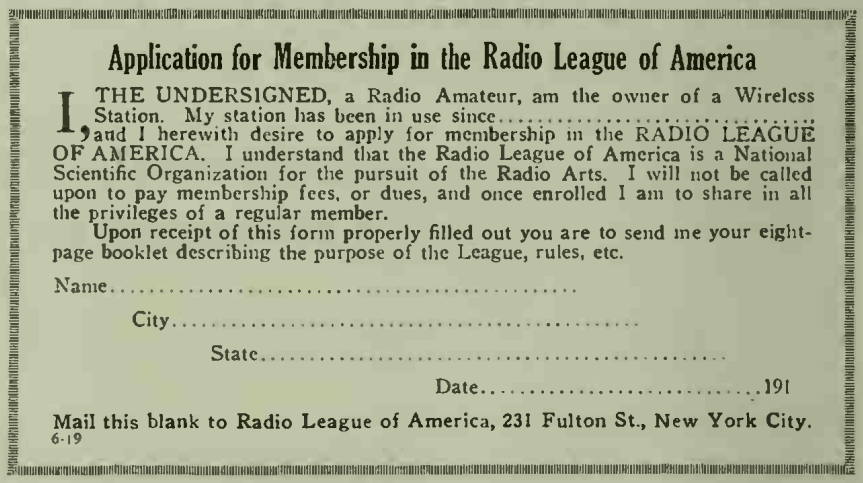 Application for Membership in the Radio League of America
I, THE UNDERSIGNED, a Radio Amateur, am the owner of a Wireless
Station. My station has been in use since..............................
and I herewith desire to apply for membership in the RADIO LEAGUE
OF AMERICA. I understand that the Radio League of America is a National
Scientific Organization for the pursuit of the Radio Arts. I will not be called
upon to pay membership fees, or dues, and once enrolled I am to share in all
the privileges of a regular member.
Upon receipt of this form properly filled out you are to send me your eight-
page booklet describing the purpose of the League, rules, etc.
Name..................................................
City..................................................
State..................................................
Date..............................191
Mail this blank to Radio League of America, 231 Fulton St., New York City.
6-19